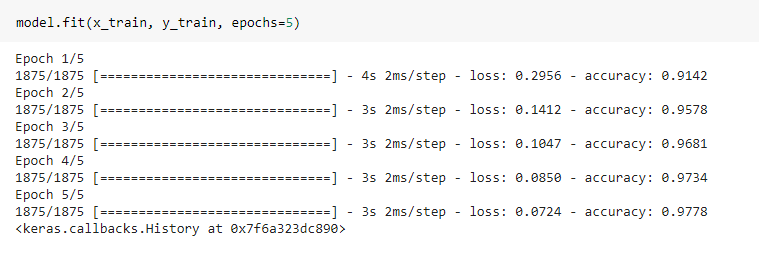 model.fit(x_train, y_train, epochs=5)
Epoch 1/5
1875/1875 [==============================] - 4s 2ms/step - loss: 0.2956 - accuracy: 0.9142
Epoch 2/5
1875/1875 [==============================] - 3s 2ms/step - loss: 0.1412 - accuracy: 0.9578
Epoch 3/5
1875/1875 [==============================] - 3s 2ms/step - loss: 0.1047 - accuracy: 0.9681
Epoch 4/5
1875/1875 [==============================] - 3s 2ms/step - loss: 0.0850 - accuracy: 0.9734
Epoch 5/5
1875/1875 [==============================] - 3s 2ms/step - loss: 0.0724 - accuracy: 0.9778
<keras.callbacks.History at 0x7f6a323dc890>